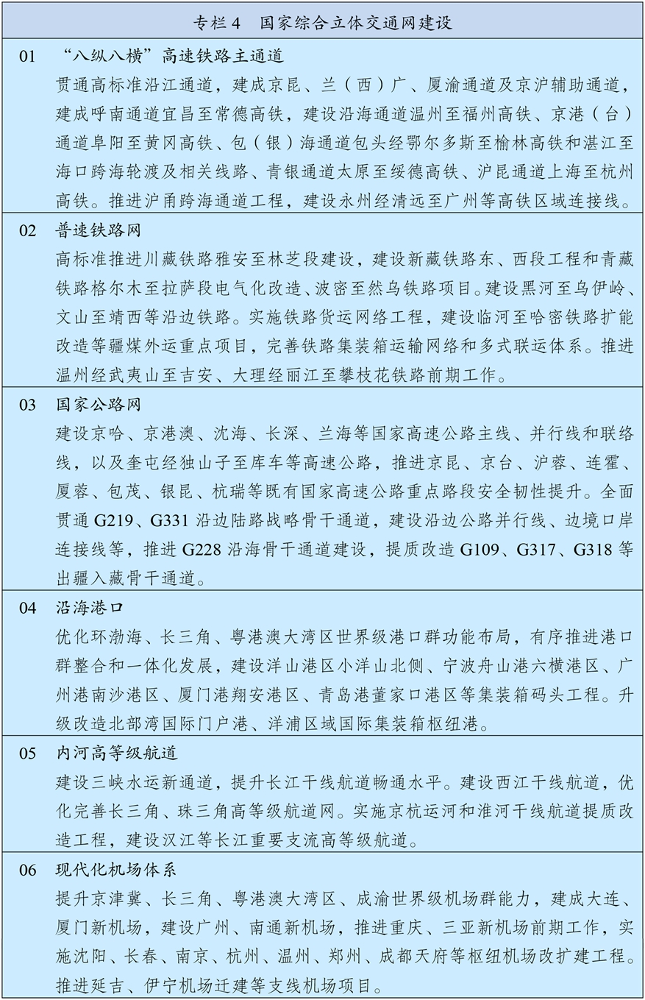 专栏 4　国家综合立体交通网建设
01　“八纵八横”高速铁路主通道
贯通高标准沿江通道，建成京昆、兰（西）广、厦渝通道及京沪辅助通道，
建成呼南通道宜昌至常德高铁，建设沿海通道温州至福州高铁、京港（台）
通道阜阳至黄冈高铁、包（银）海通道包头经鄂尔多斯至榆林高铁和湛江至
海口跨海轮渡及相关线路、青银通道太原至绥德高铁、沪昆通道上海至杭州
高铁。推进沪甬跨海通道工程，建设永州经清远至广州等高铁区域连接线。
02　普速铁路网
高标准推进川藏铁路雅安至林芝段建设，建设新藏铁路东、西段工程和青藏
铁路格尔木至拉萨段电气化改造、波密至然乌铁路项目。建设黑河至乌伊岭、
文山至靖西等沿边铁路。实施铁路货运网络工程，建设临河至哈密铁路扩能
改造等疆煤外运重点项目，完善铁路集装箱运输网络和多式联运体系。推进
温州经武夷山至吉安、大理经丽江至攀枝花铁路前期工作。
03　国家公路网
建设京哈、京港澳、沈海、长深、兰海等国家高速公路主线、并行线和联络
线，以及奎屯经独山子至库车等高速公路，推进京昆、京台、沪蓉、连霍、
厦蓉、包茂、银昆、杭瑞等既有国家高速公路重点路段安全韧性提升。全面
贯通 G219、G331 沿边陆路战略骨干通道，建设沿边公路并行线、边境口岸
连接线等，推进 G228 沿海骨干通道建设，提质改造 G109、G317、G318 等
出疆入藏骨干通道。
04　沿海港口
优化环渤海、长三角、粤港澳大湾区世界级港口群功能布局，有序推进港口
群整合和一体化发展，建设洋山港区小洋山北侧、宁波舟山港六横港区、广
州港南沙港区、厦门港翔安港区、青岛港董家口港区等集装箱码头工程。升
级改造北部湾国际门户港、洋浦区域国际集装箱枢纽港。
05　内河高等级航道
建设三峡水运新通道，提升长江干线航道畅通水平。建设西江干线航道，优
化完善长三角、珠三角高等级航道网。实施京杭运河和淮河干线航道提质改
造工程，建设汉江等长江重要支流高等级航道。
06　现代化机场体系
提升京津冀、长三角、粤港澳大湾区、成渝世界级机场群能力，建成大连、
厦门新机场，建设广州、南通新机场，推进重庆、三亚新机场前期工作，实
施沈阳、长春、南京、杭州、温州、郑州、成都天府等枢纽机场改扩建工程。
推进延吉、伊宁机场迁建等支线机场项目。